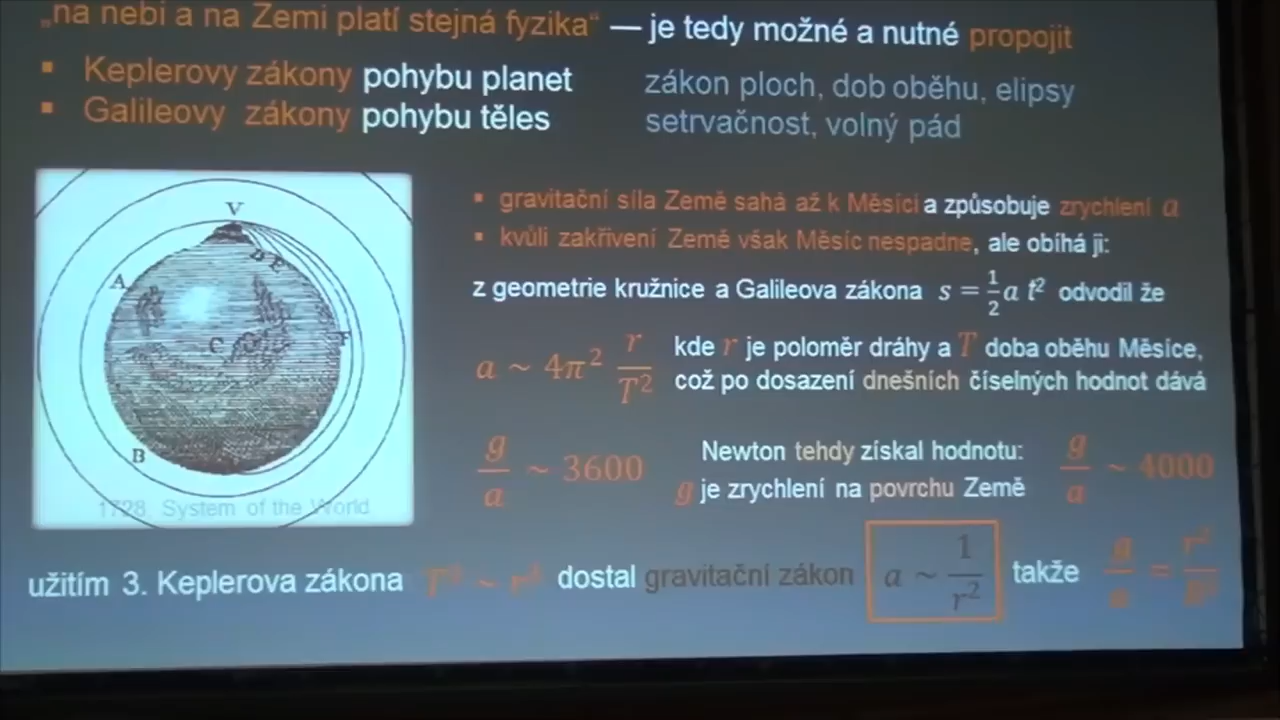 „na nebi a na Zemi platí stejná fyzika“ — je tedy možné a nutné propojit
▪ Keplerovy zákony pohybu planet zákon ploch, dob oběhu, elipsy
▪ Galileovy zákony pohybu těles setrvačnost, volný pád
▪ gravitační síla Země sahá až k Měsíci a způsobuje zrychlení a
▪ kvůli zakřivení Země však Měsíc nespadne, ale obíhá ji:
z geometrie kružnice a Galileova zákona s = 1/2 a t² odvodil že
a ~ 4π² r/T² kde r je poloměr dráhy a T doba oběhu Měsíce,
což po dosazení dnešních číselných hodnot dává
g/a ~ 3600 Newton tehdy získal hodnotu: g/a ~ 4000
g je zrychlení na povrchu Země
V
D E
A
C G F
B
1728, System of the World
užitím 3. Keplerova zákona T² ~ r³ dostal gravitační zákon a ~ 1/r² takže g/a = r²/R²